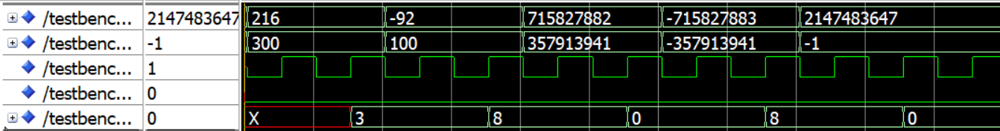 /testbenc... 2147483647 216 -92 715827882 -715827883 2147483647
/testbenc... -1 300 100 357913941 -357913941 -1
/testbenc... 1
/testbenc... 0
/testbenc... 0 X 3 8 0 8 0